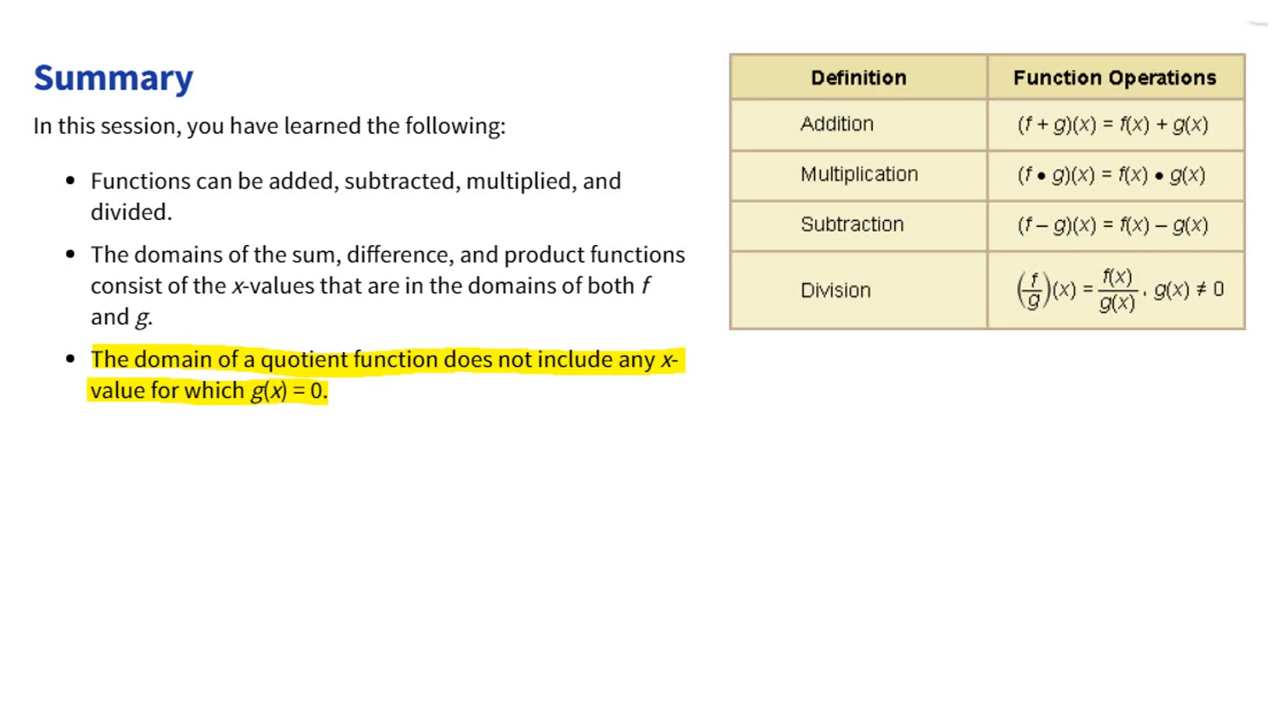 Summary
In this session, you have learned the following:
• Functions can be added, subtracted, multiplied, and
divided.
• The domains of the sum, difference, and product functions
consist of the x-values that are in the domains of both f
and g.
• The domain of a quotient function does not include any x-
value for which g(x) = 0.
Definition Function Operations
Addition (f + g)(x) = f(x) + g(x)
Multiplication (f • g)(x) = f(x) • g(x)
Subtraction (f – g)(x) = f(x) – g(x)
Division (f/g)(x) = f(x)/g(x), g(x) ≠ 0